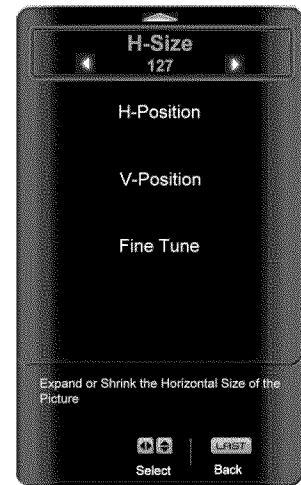 H-Size
127
H-Position
V-Position
Fine Tune
Expand or Shrink the Horizontal Size of the
Picture
LAST
Select Back